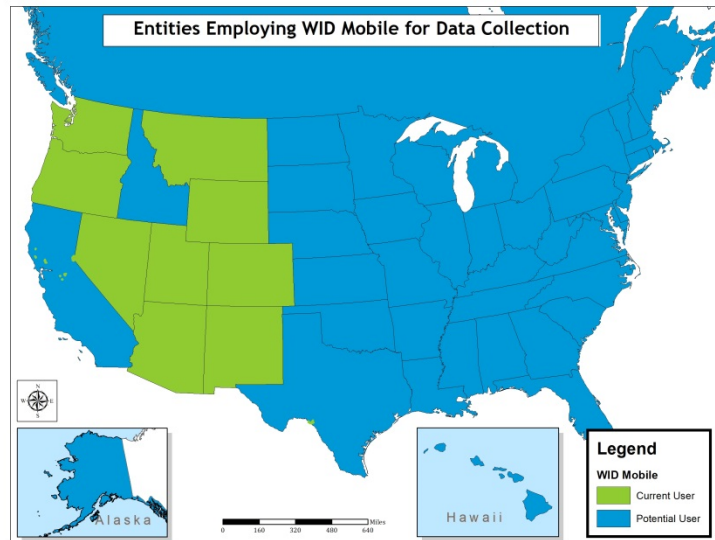 Entities Employing WID Mobile for Data Collection
N
W
E
S
Alaska
0 160 320 480 640
Miles
Hawaii
Legend
WID Mobile
Current User
Potential User